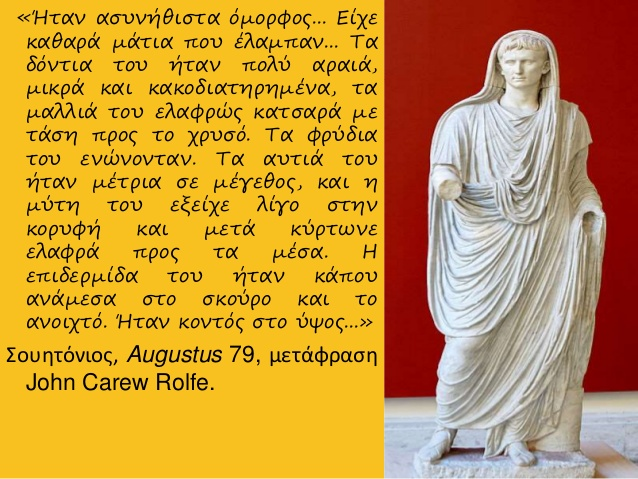 «Ήταν ασυνήθιστα όμορφος... Είχε
καθαρά μάτια που έλαμπαν... Τα
δόντια του ήταν πολύ αραιά,
μικρά και κακοδιατηρημένα, τα
μαλλιά του ελαφρώς κατσαρά με
τάση προς το χρυσό. Τα φρύδια
του ενώνονταν. Τα αυτιά του
ήταν μέτρια σε μέγεθος, και η
μύτη του εξείχε λίγο στην
κορυφή και μετά κύρτωνε
ελαφρά προς τα μέσα. Η
επιδερμίδα του ήταν κάπου
ανάμεσα στο σκούρο και το
ανοιχτό. Ήταν κοντός στο ύψος...»
Σουητόνιος, Augustus 79, μετάφραση
John Carew Rolfe.